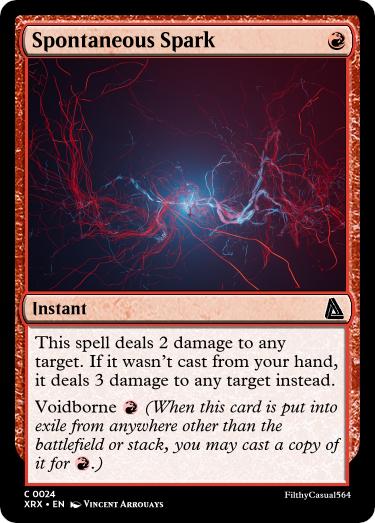 Spontaneous Spark
Instant
This spell deals 2 damage to any
target. If it wasn't cast from your hand,
it deals 3 damage to any target instead.
Voidborne (When this card is put into
exile from anywhere other than the
battlefield or stack, you may cast a copy
of it for .)
C 0024
XRX • EN Vincent Arrouays
FilthyCasual564